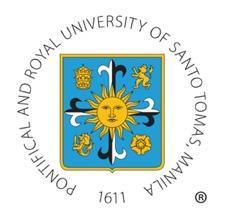 PONTIFICAL AND ROYAL UNIVERSITY OF SANTO TOMAS, MANILA
1611
®